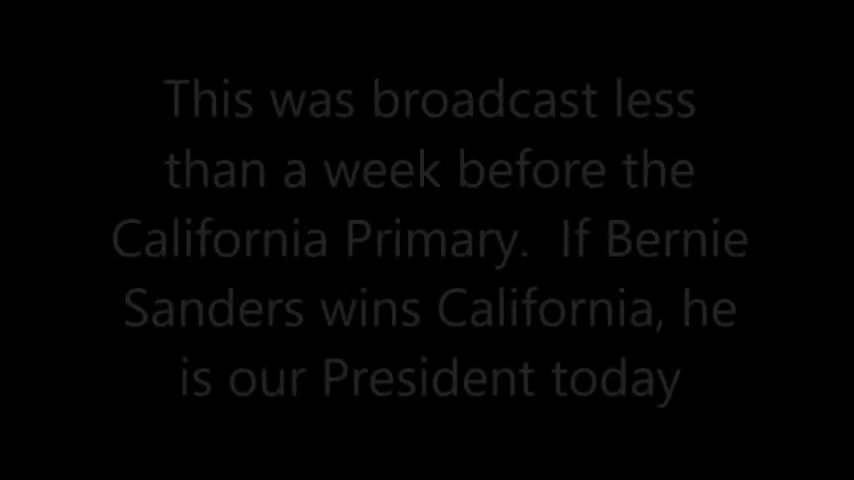 This was broadcast less
than a week before the
California Primary.  If Bernie
Sanders wins California, he
is our President today